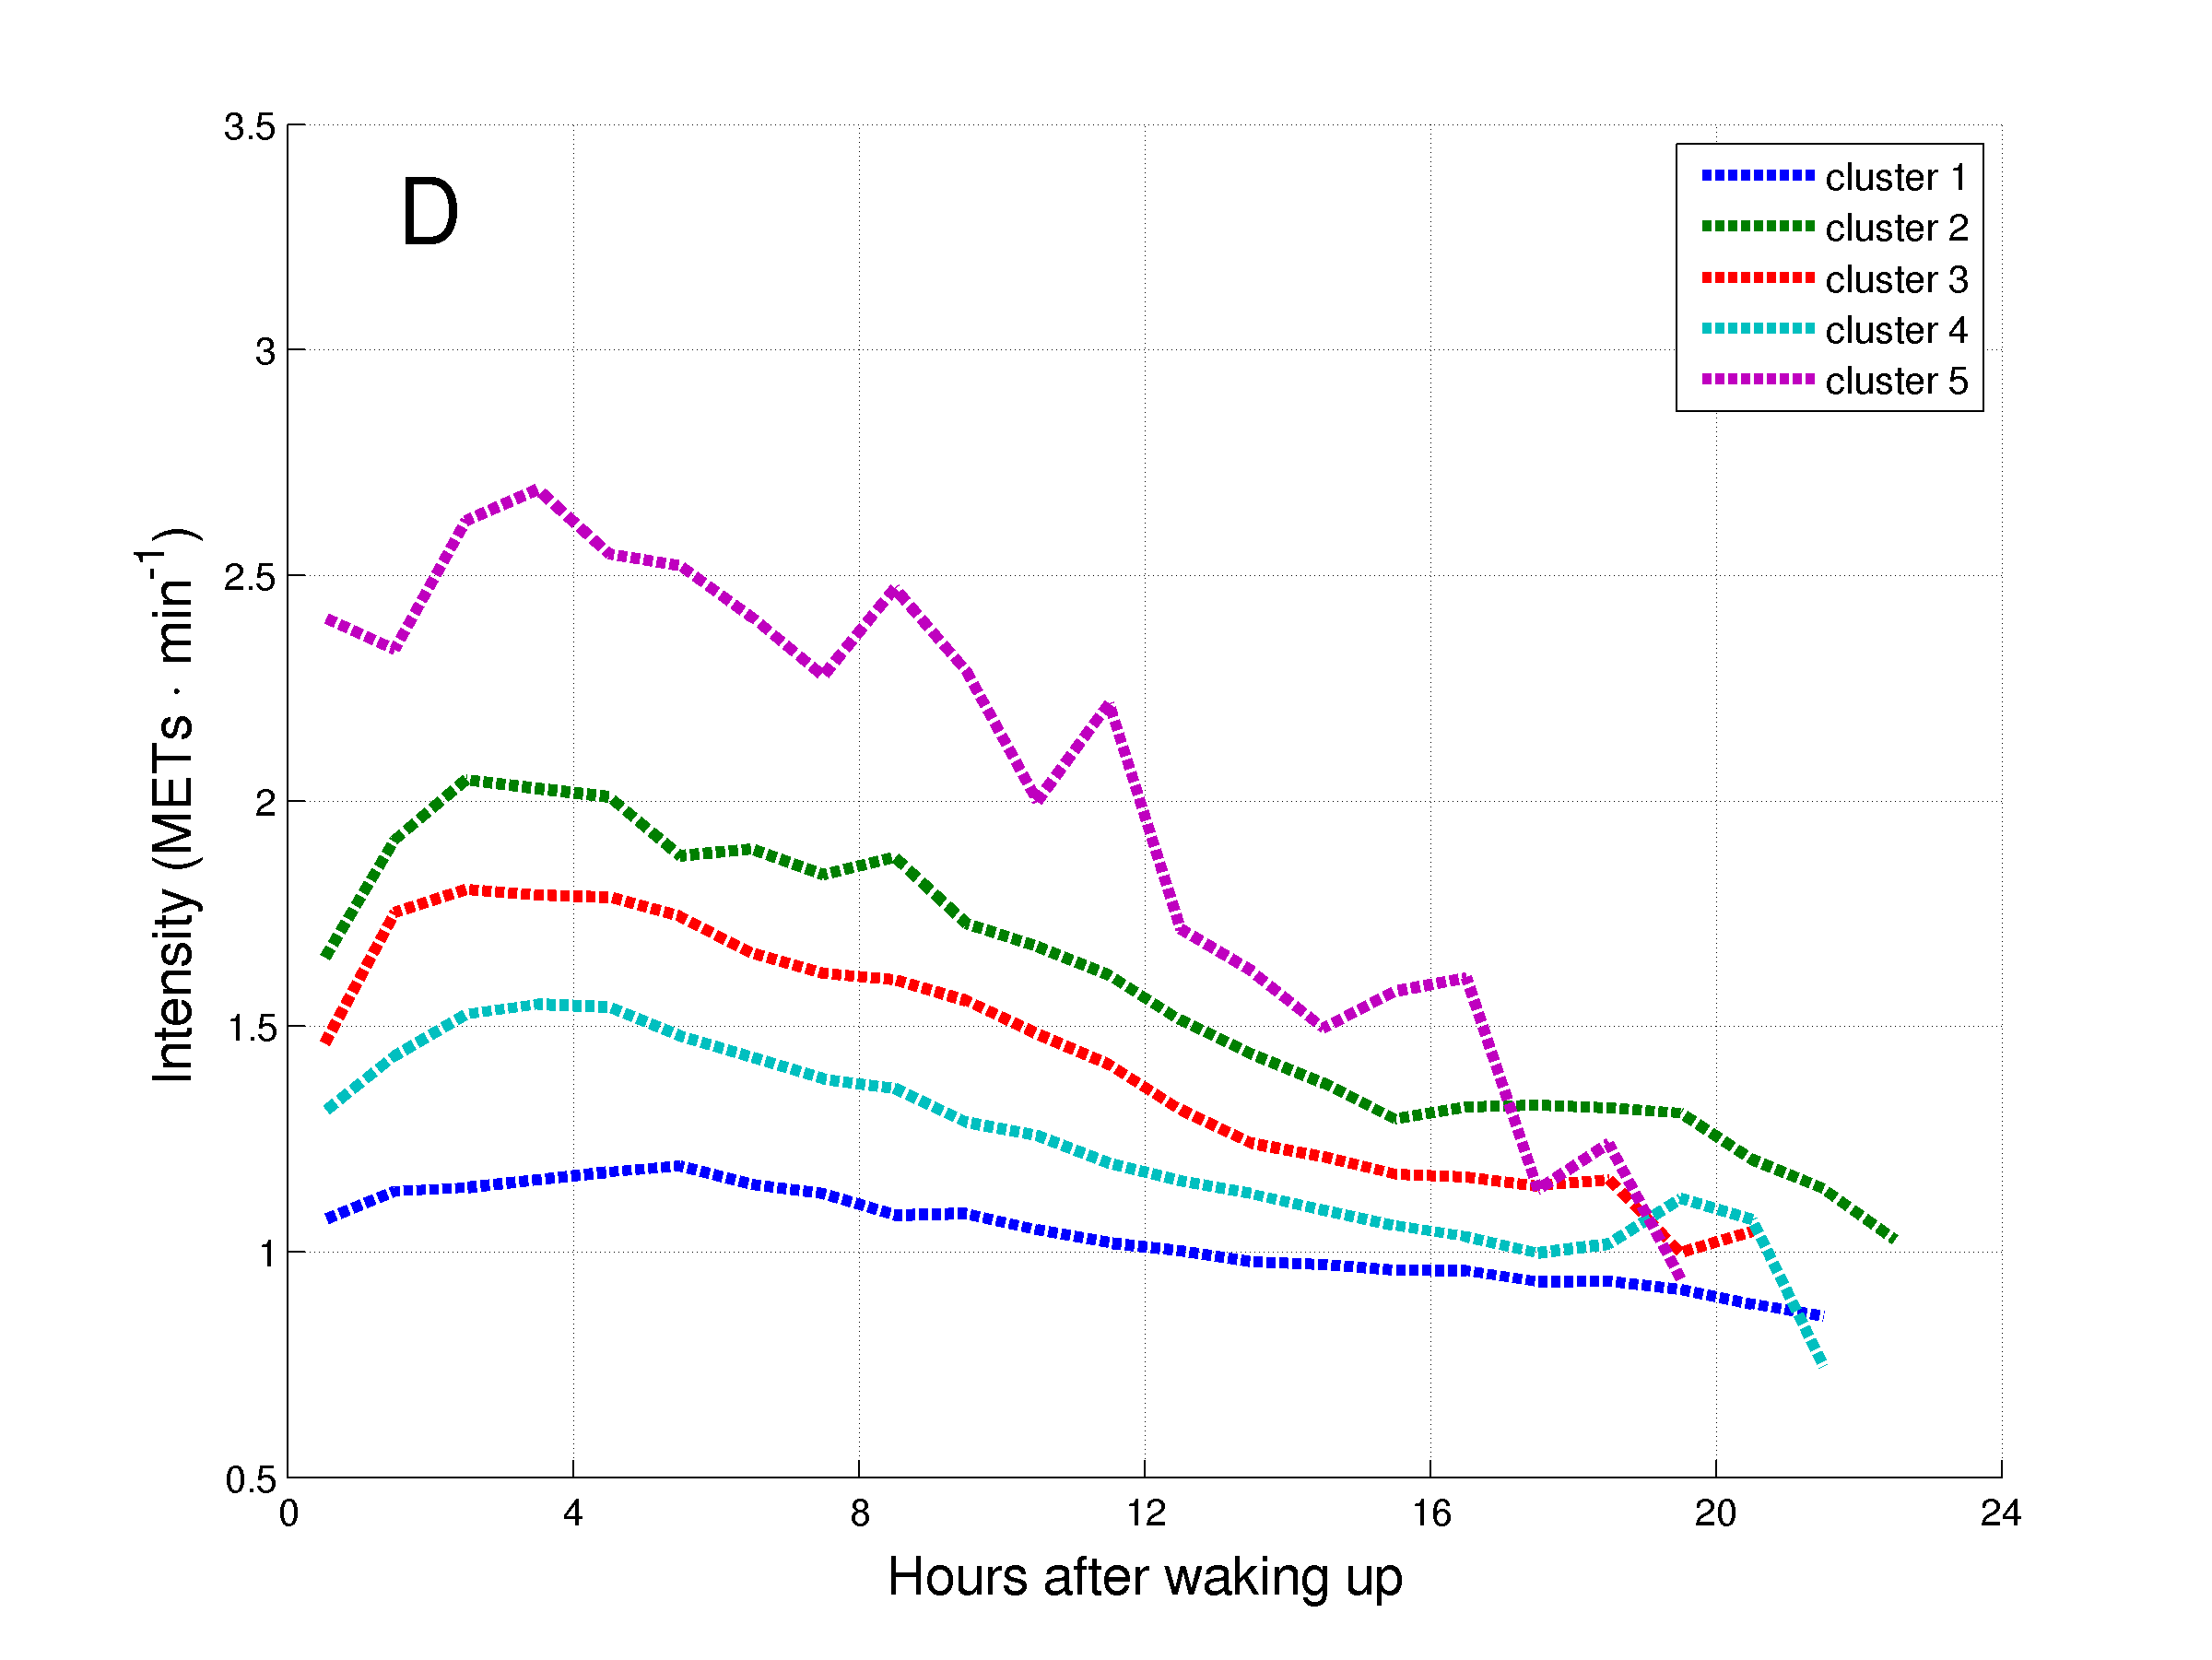 D
cluster 1
cluster 2
cluster 3
cluster 4
cluster 5
3.5
3
2.5
2
1.5
1
0.5
Intensity (METs · min-1)
0 4 8 12 16 20 24
Hours after waking up